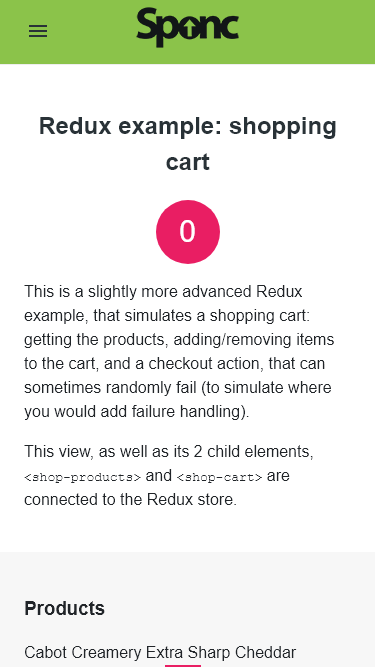 Sponc
Redux example: shopping
cart
0
This is a slightly more advanced Redux
example, that simulates a shopping cart:
getting the products, adding/removing items
to the cart, and a checkout action, that can
sometimes randomly fail (to simulate where
you would add failure handling).
This view, as well as its 2 child elements,
<shop-products> and <shop-cart> are
connected to the Redux store.
Products
Cabot Creamery Extra Sharp Cheddar